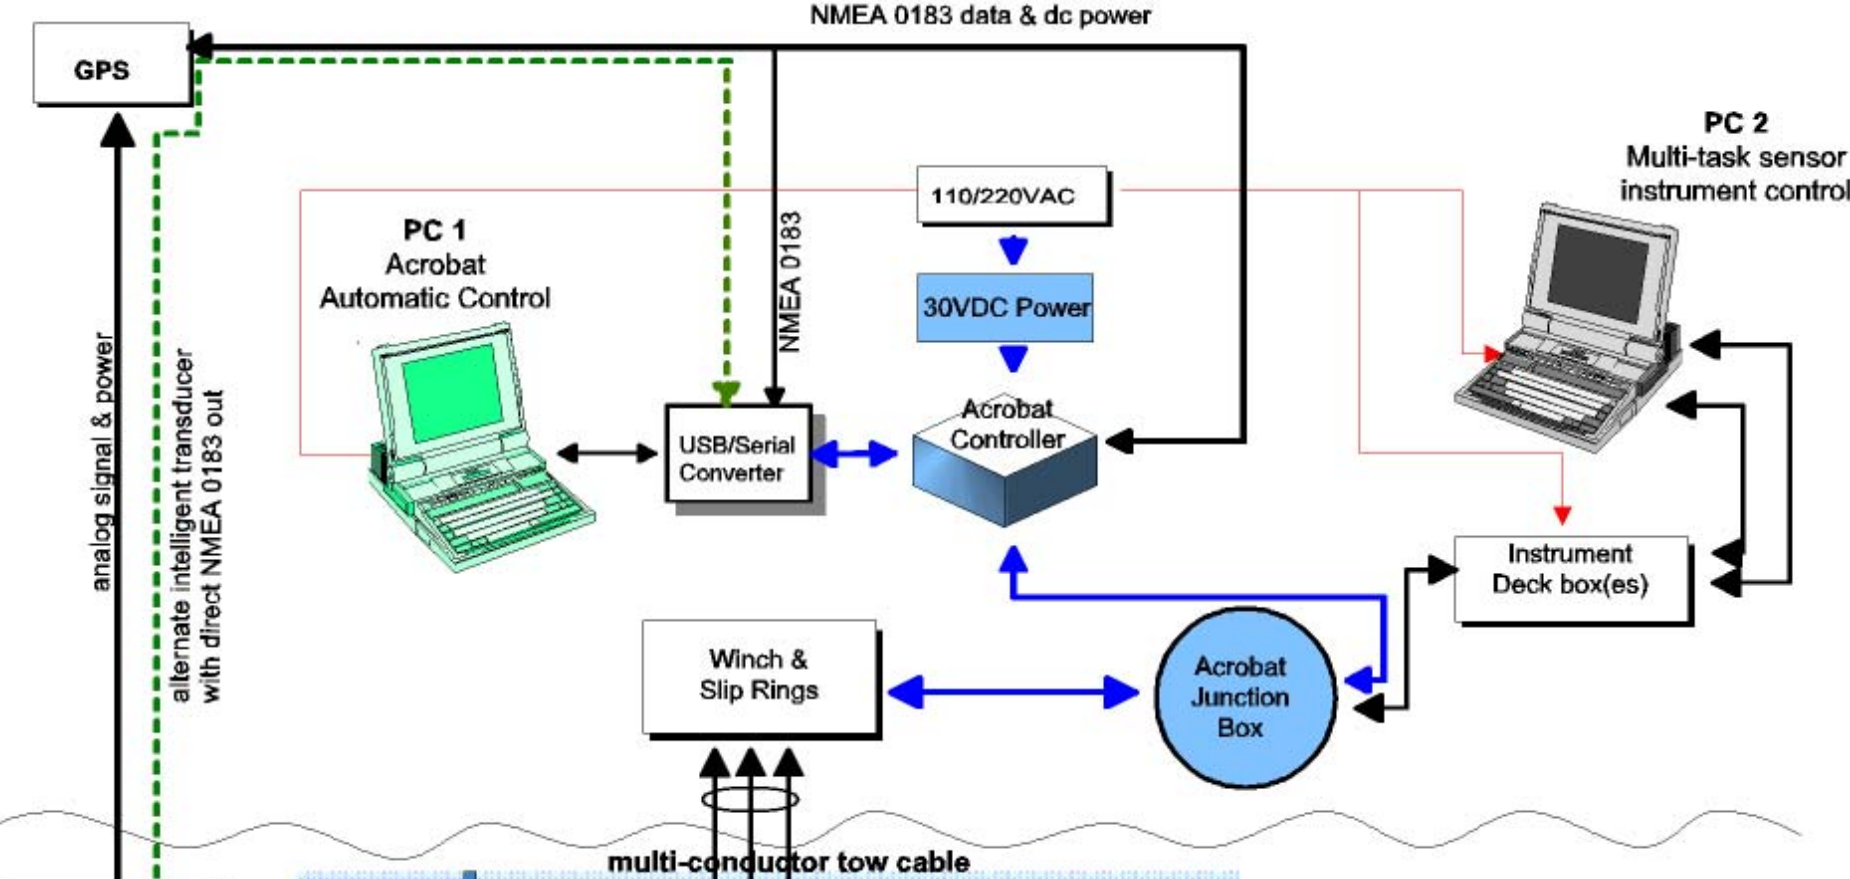 NMEA 0183 data & dc power
GPS
PC 2
Multi-task sensor
instrument control
110/220VAC
PC 1
Acrobat
Automatic Control
NMEA 0183
30VDC Power
analog signal & power
alternate intelligent transducer
with direct NMEA 0183 out
Acrobat
Controller
USB/Serial
Converter
Instrument
Deck box(es)
Winch &
Slip Rings
Acrobat
Junction
Box
multi-conductor tow cable